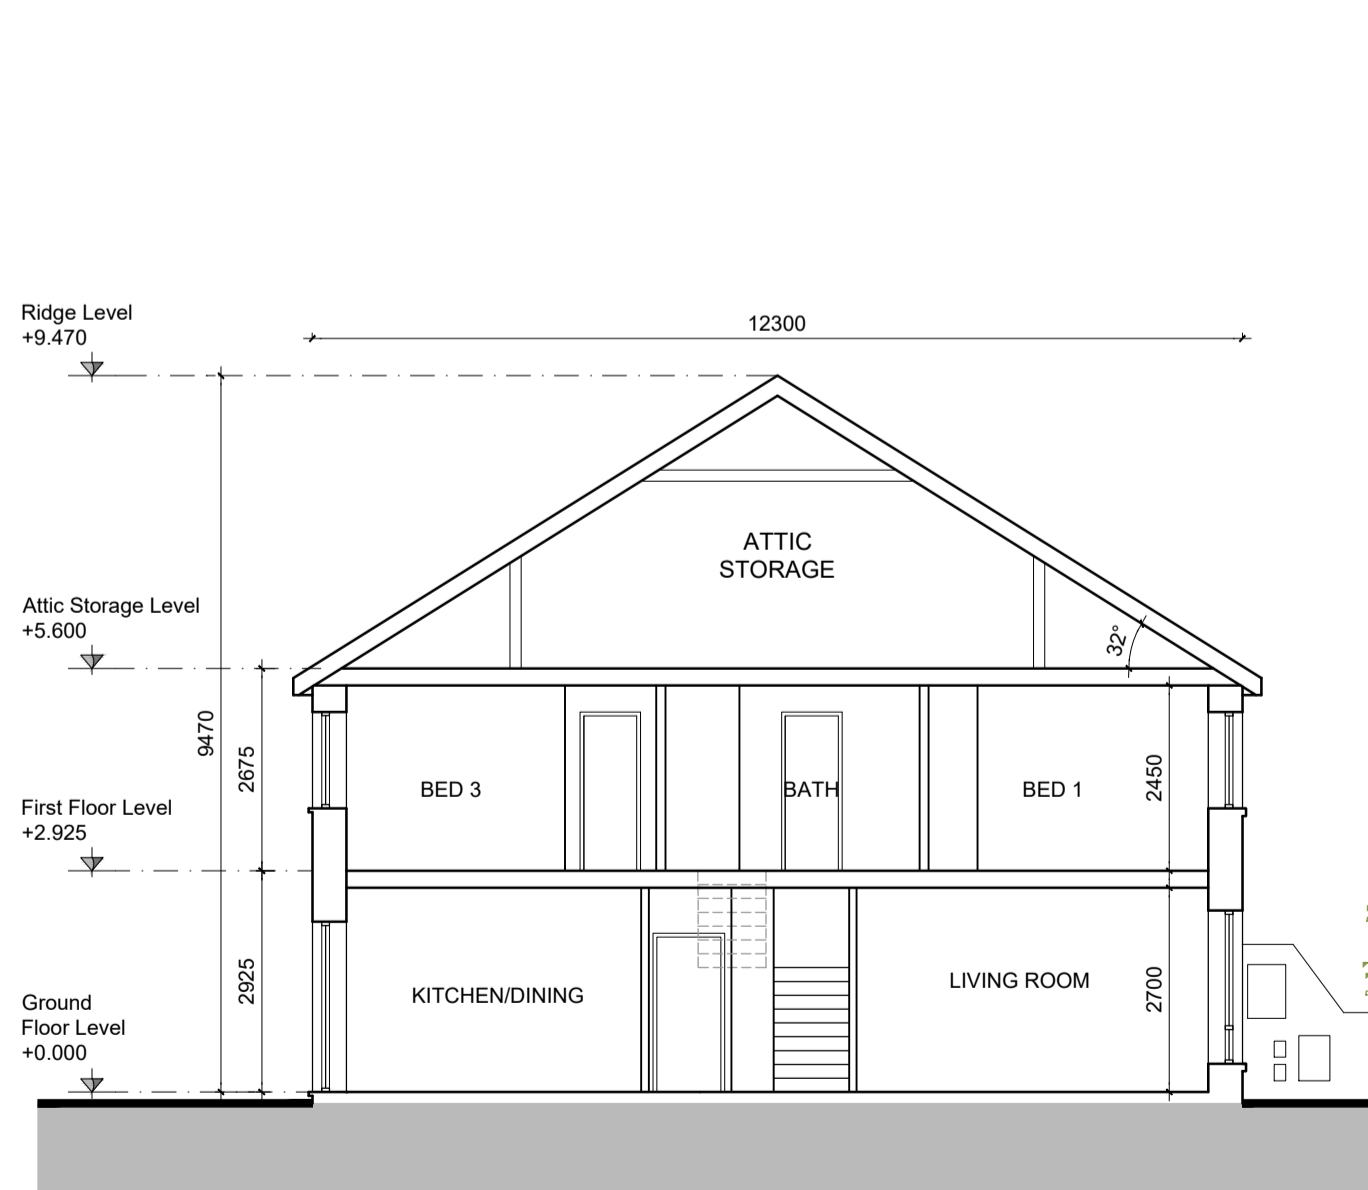 Ridge Level
+9.470
12300
ATTIC
STORAGE
Attic Storage Level
+5.600
32°
9470
2675
BED 3
BATH
BED 1
2450
First Floor Level
+2.925
2925
KITCHEN/DINING
LIVING ROOM
2700
Ground
Floor Level
+0.000